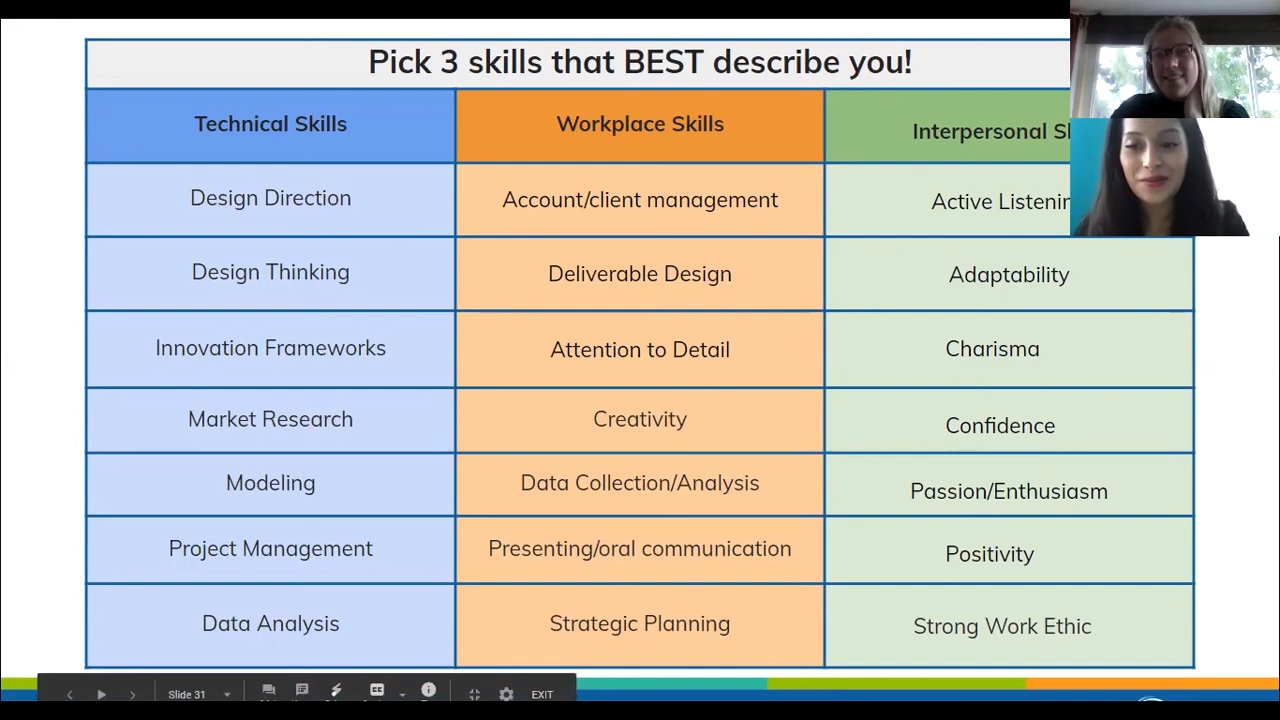 Pick 3 skills that BEST describe you!
Technical Skills
Workplace Skills
Interpersonal
Design Direction
Account/client management
Active
Design Thinking
Deliverable Design
Adaptability
Innovation Frameworks
Attention to Detail
Charisma
Market Research
Creativity
Confidence
Modeling
Data Collection/Analysis
Passion/Enthusiasm
Project Management
Presenting/oral communication
Positivity
Data Analysis
Strategic Planning
Strong Work Ethic
Slide 31
EXIT